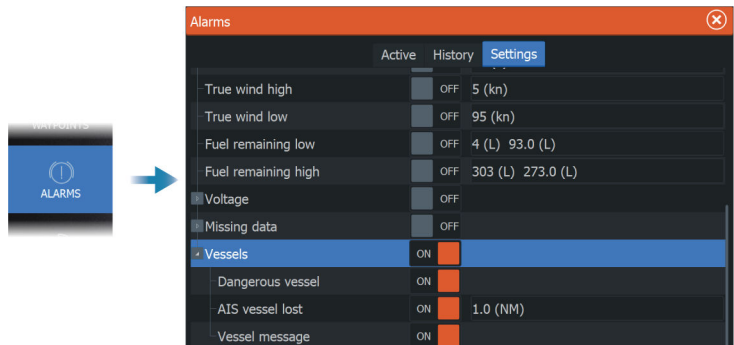 Alarms
Active History Settings
True wind high OFF 5 (kn)
True wind low OFF 95 (kn)
Fuel remaining low OFF 4 (L) 93.0 (L)
Fuel remaining high OFF 303 (L) 273.0 (L)
Voltage OFF
Missing data OFF
Vessels ON
Dangerous vessel ON
AIS vessel lost ON 1.0 (NM)
Vessel message ON
WAYPOINTS
ALARMS